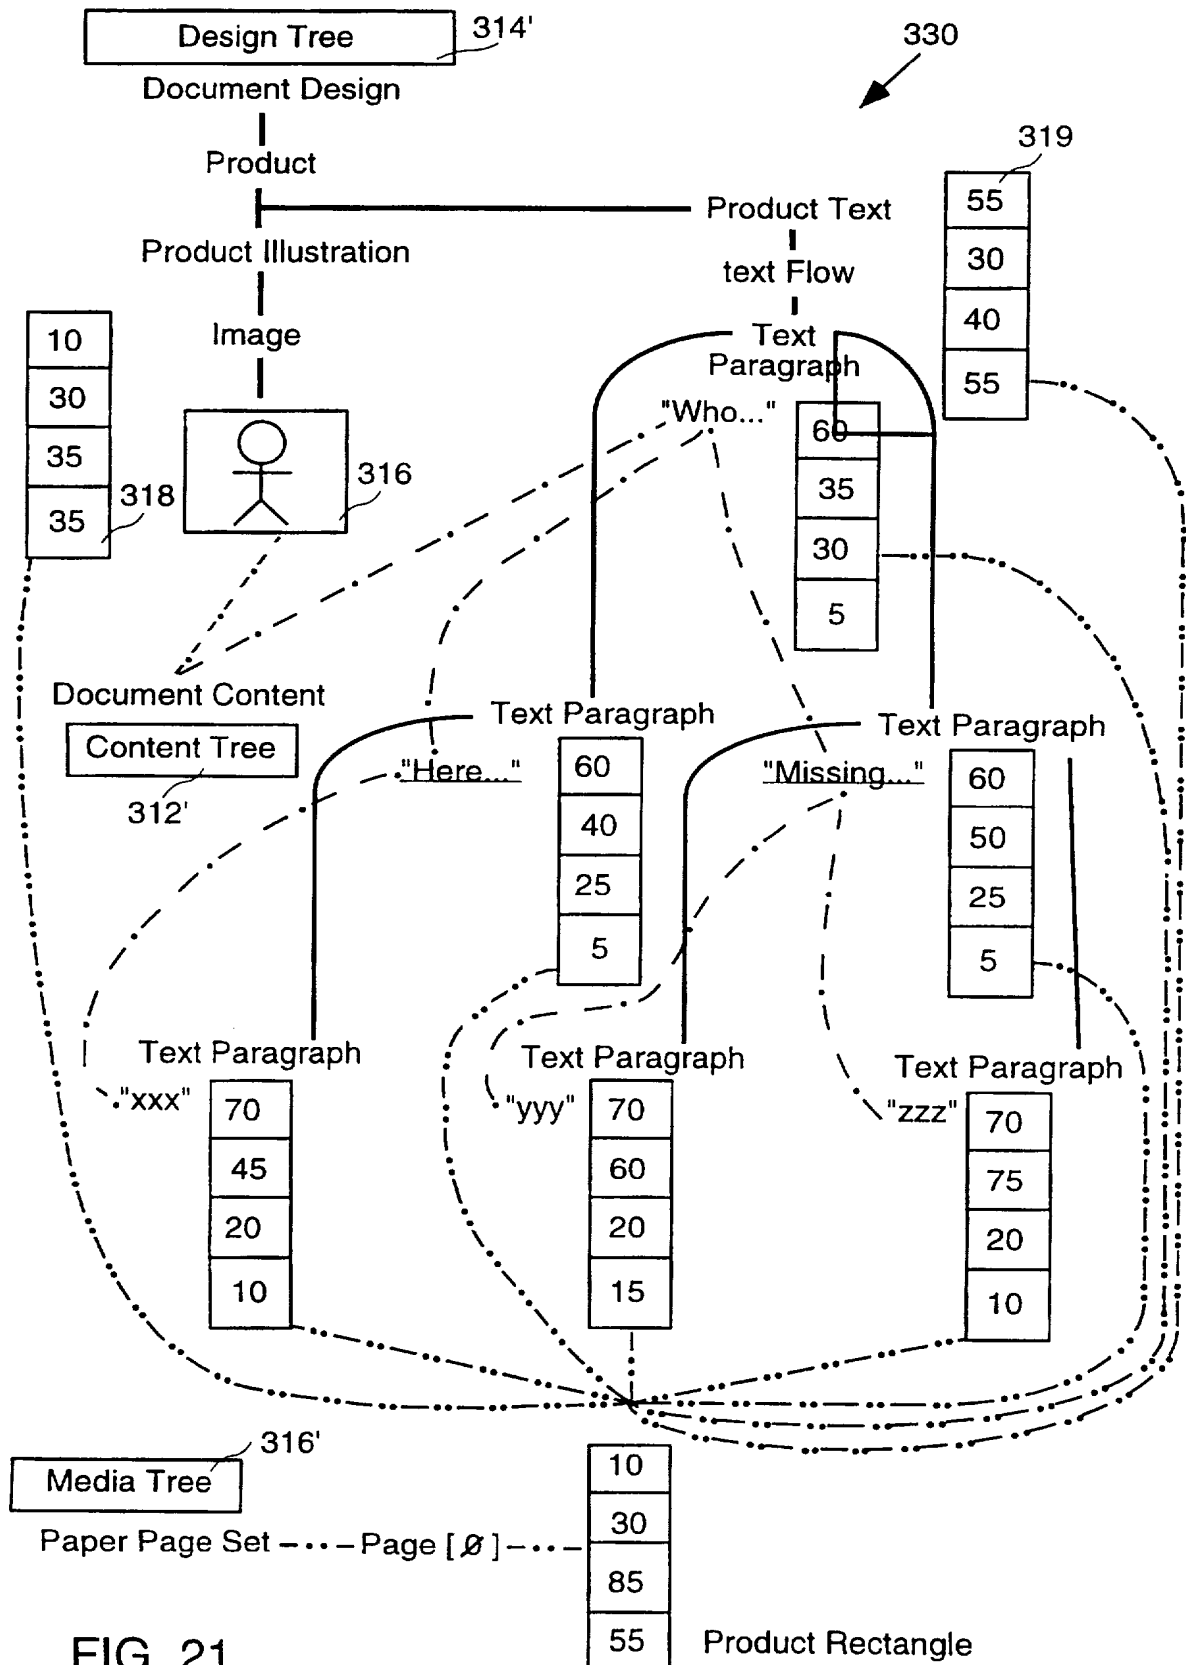 Design Tree
314'
330
Document Design
Product
319
Product Text
Product Illustration
text Flow
Image
Text
Paragraph
55
30
40
55
10
30
35
35
318
316
"Who..."
60
35
30
5
Document Content
Content Tree
312'
Text Paragraph
"Here..."
60
40
25
5
Text Paragraph
"Missing..."
60
50
25
5
Text Paragraph
"xxx"
70
45
20
10
Text Paragraph
"yyy"
70
60
20
15
Text Paragraph
"zzz"
70
75
20
10
Media Tree
316'
Paper Page Set
Page [ 0̸ ]
10
30
85
55
Product Rectangle
FIG. 21